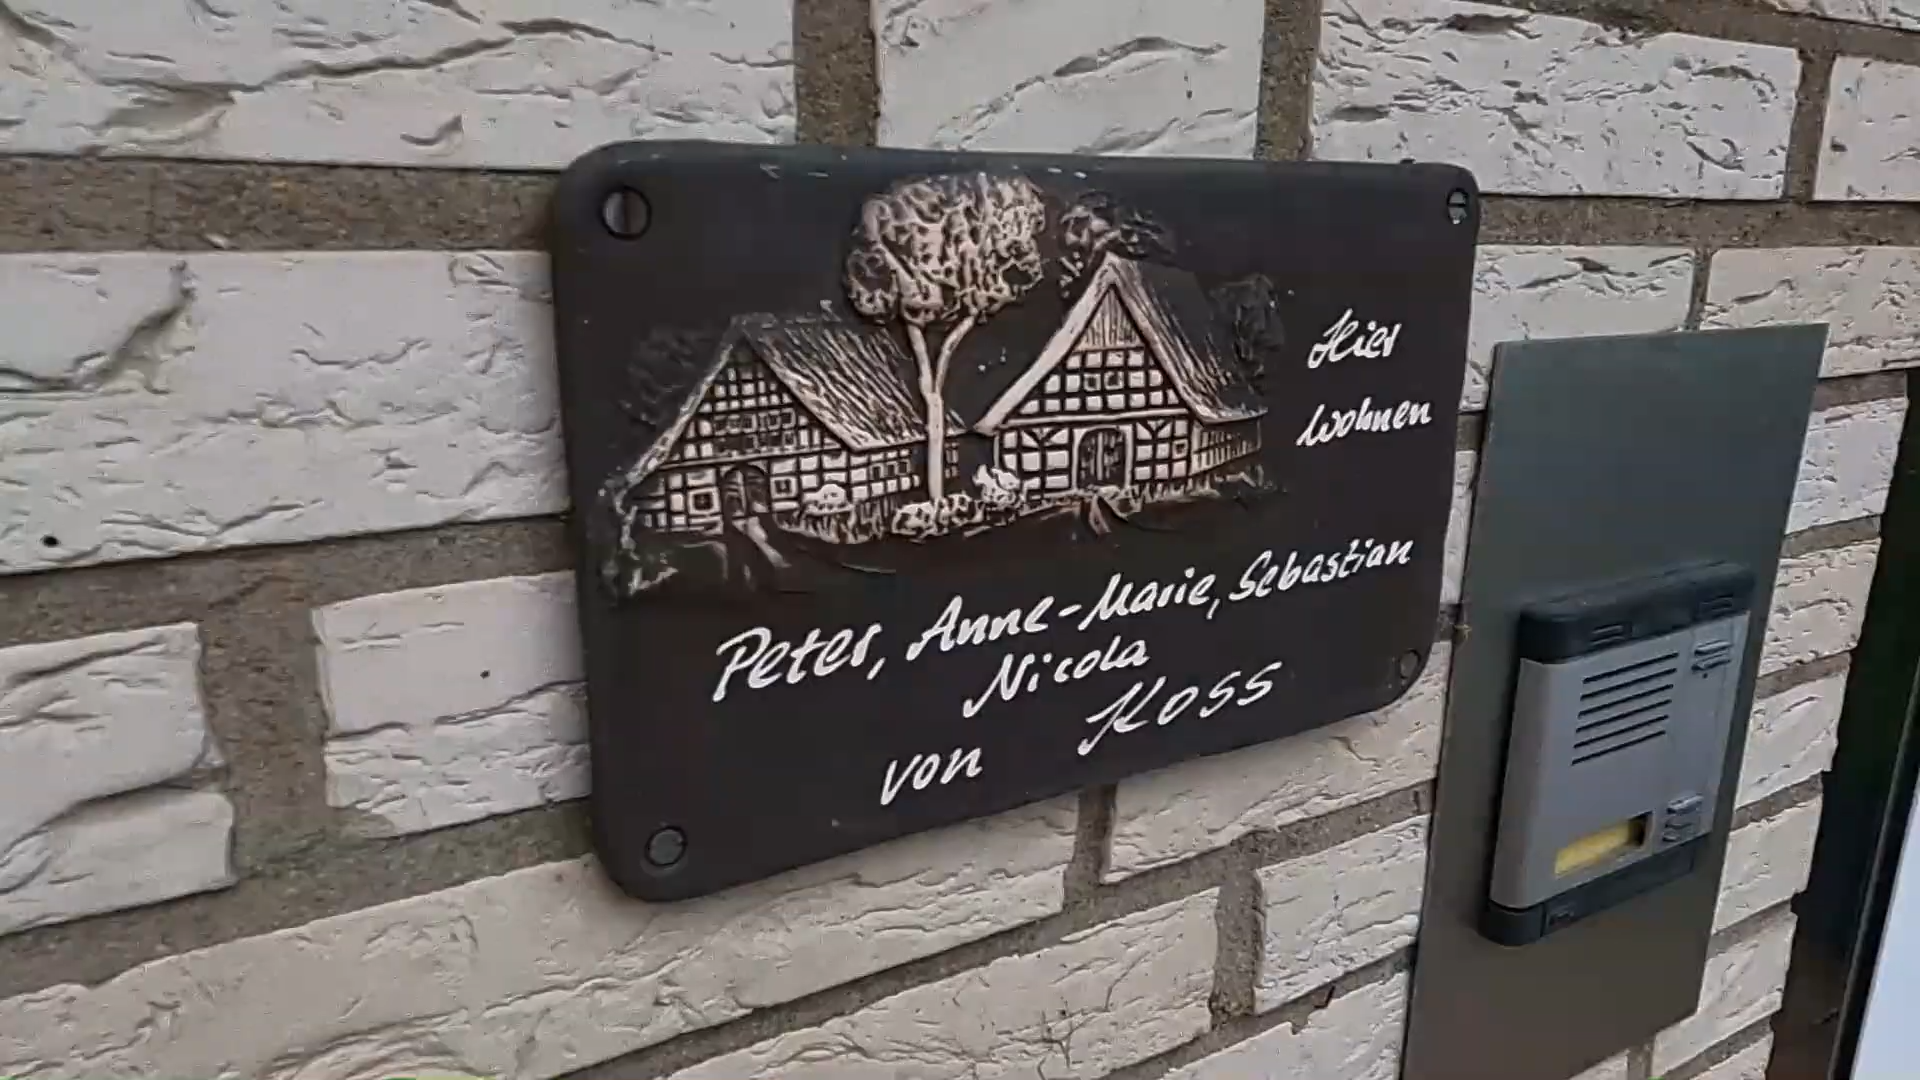 Hier
wohnen
Peter, Anne-Marie, Sebastian
Nicola
von Koss